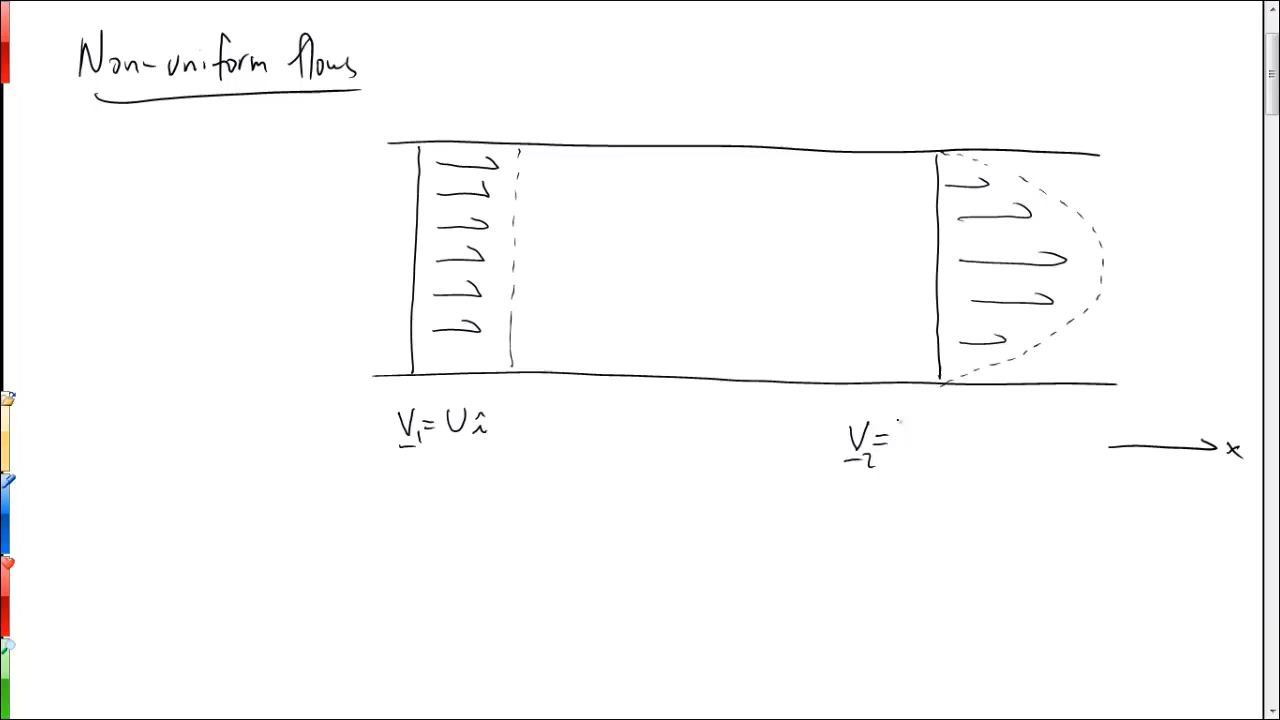 Non-uniform flows
V₁ = U î
V₂ =
x